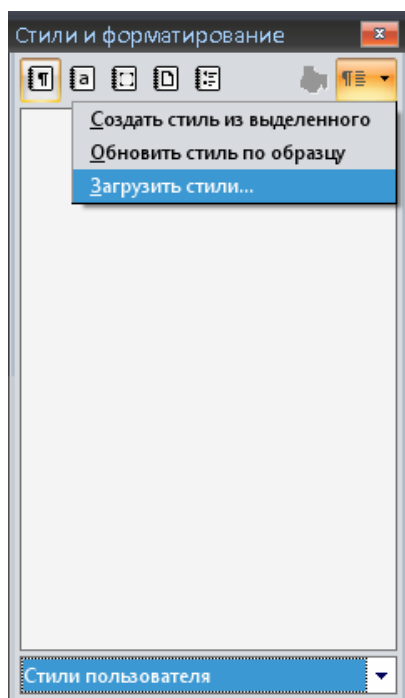 Стили и форматирование
Создать стиль из выделенного
Обновить стиль по образцу
Загрузить стили...
Стили пользователя